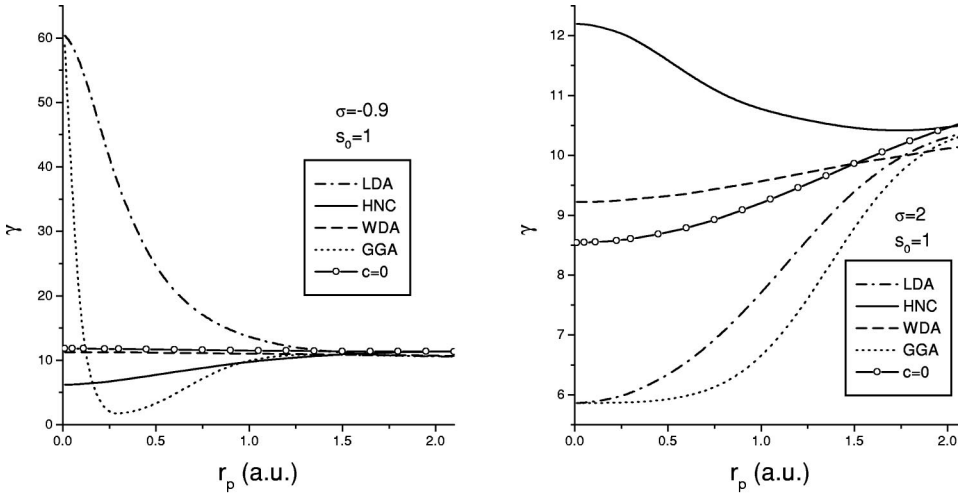 60
50
40
30
20
10
0
γ
0.0
0.5
1.0
1.5
2.0
r_p (a.u.)
σ=-0.9
s₀=1
LDA
HNC
WDA
GGA
c=0
12
11
10
9
8
7
6
5
γ
0.0
0.5
1.0
1.5
2.0
r_p (a.u.)
σ=2
s₀=1
LDA
HNC
WDA
GGA
c=0